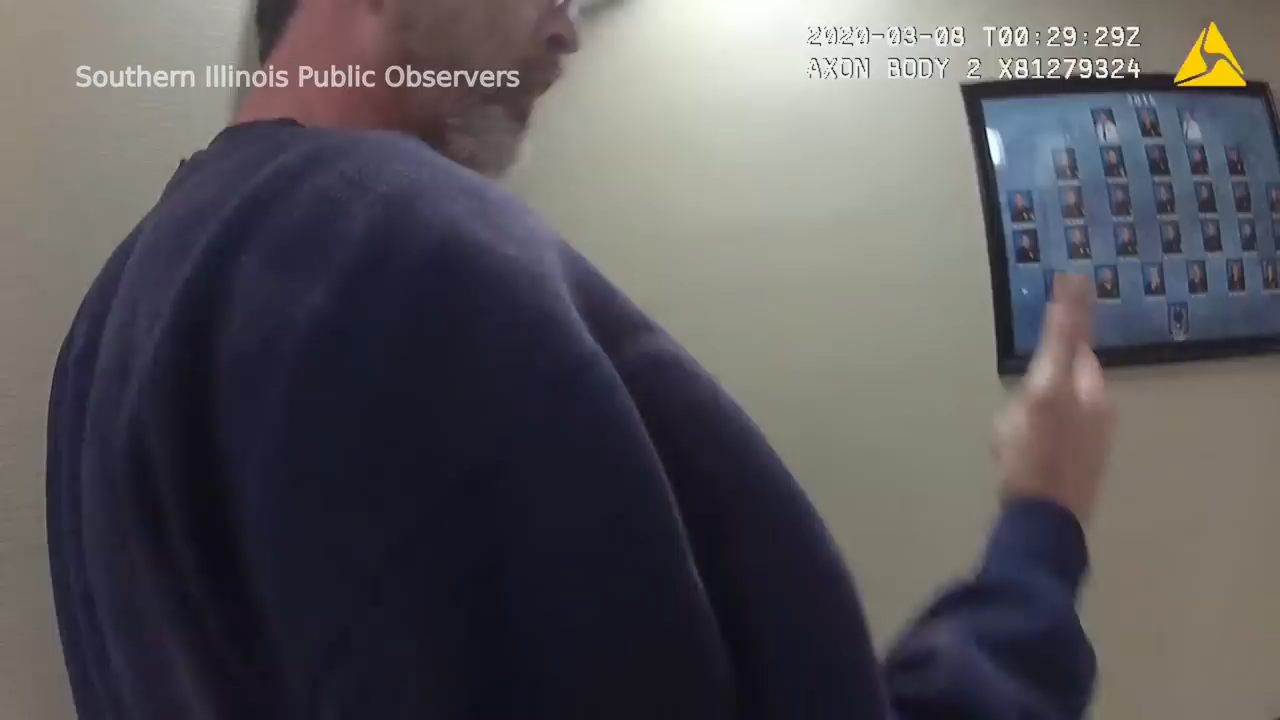 2020-03-08 T00:29:29Z
AXON BODY 2 X81279324
Southern Illinois Public Observers